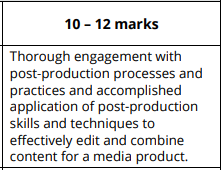 10 – 12 marks
Thorough engagement with
post-production processes and
practices and accomplished
application of post-production
skills and techniques to
effectively edit and combine
content for a media product.